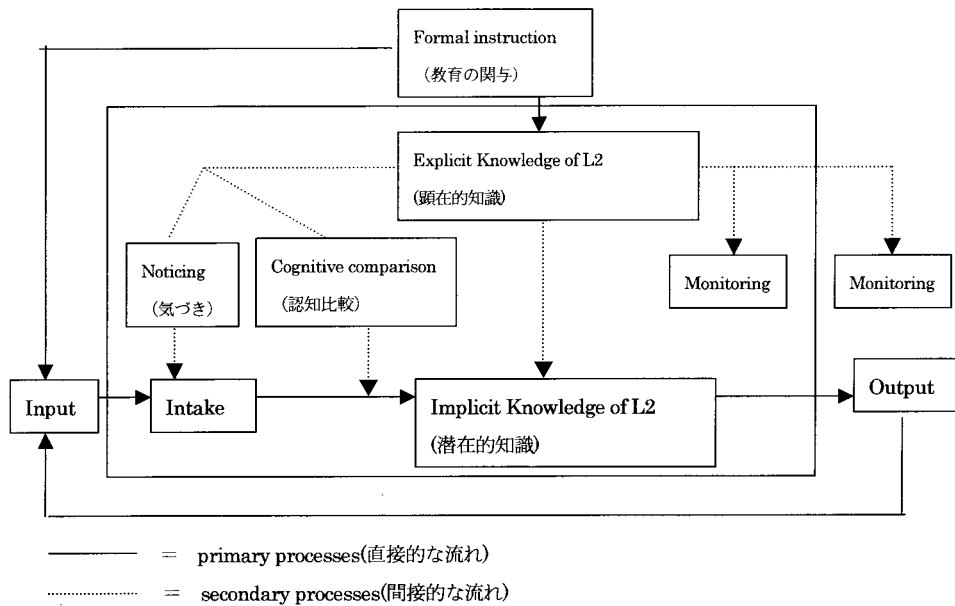 Formal instruction
（教育の関与）
Explicit Knowledge of L2
(顕在的知識)
Noticing
（気づき）
Cognitive comparison
（認知比較）
Monitoring
Monitoring
Input
Intake
Implicit Knowledge of L2
(潜在的知識)
Output
= primary processes(直接的な流れ)
= secondary processes(間接的な流れ)